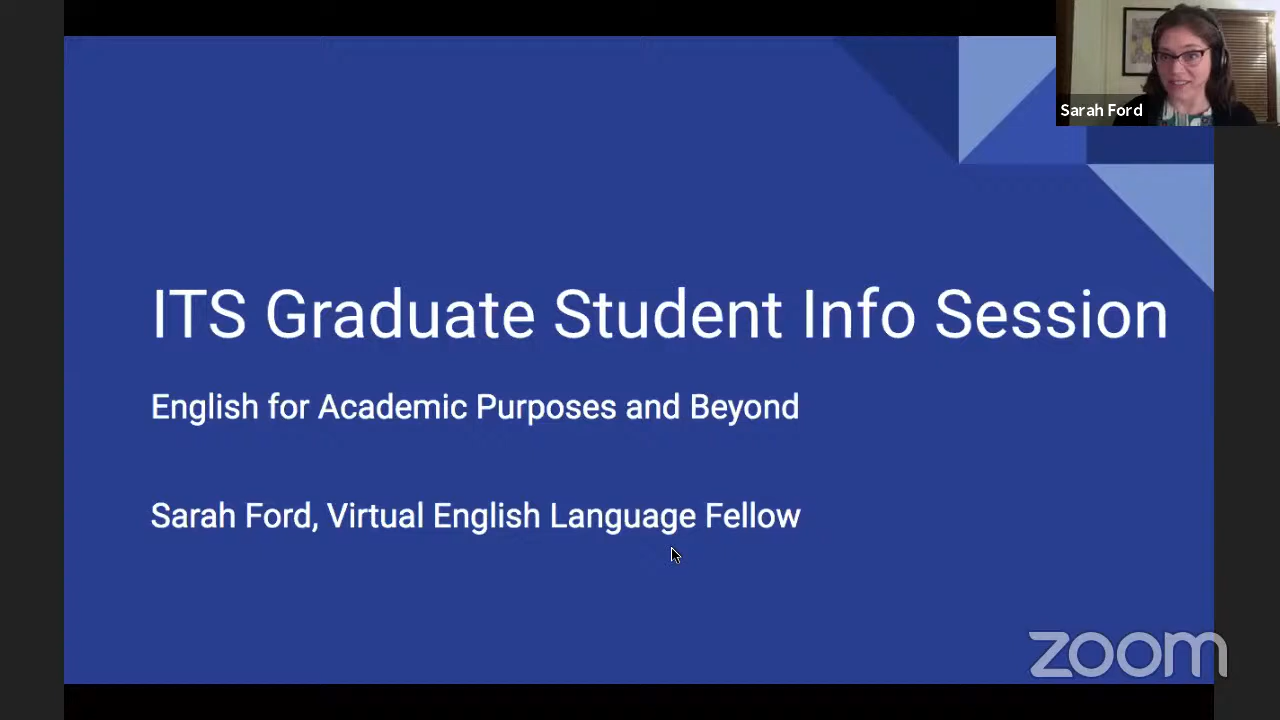 Sarah Ford
ITS Graduate Student Info Session
English for Academic Purposes and Beyond
Sarah Ford, Virtual English Language Fellow
zoom